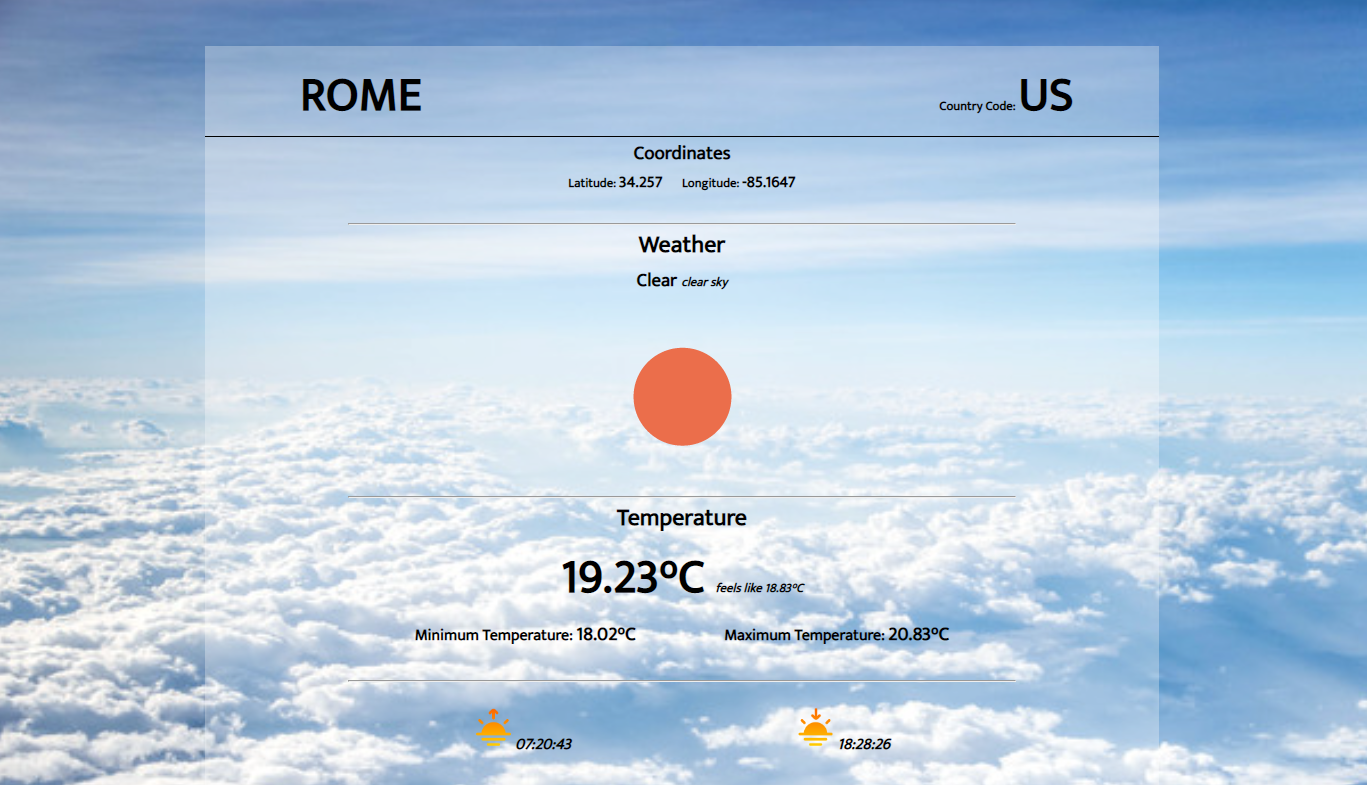 ROME Country Code: US
Coordinates
Latitude: 34.257 Longitude: -85.1647
Weather
Clear clear sky
Temperature
19.23ºC feels like 18.83ºC
Minimum Temperature: 18.02ºC Maximum Temperature: 20.83ºC
07:20:43 18:28:26